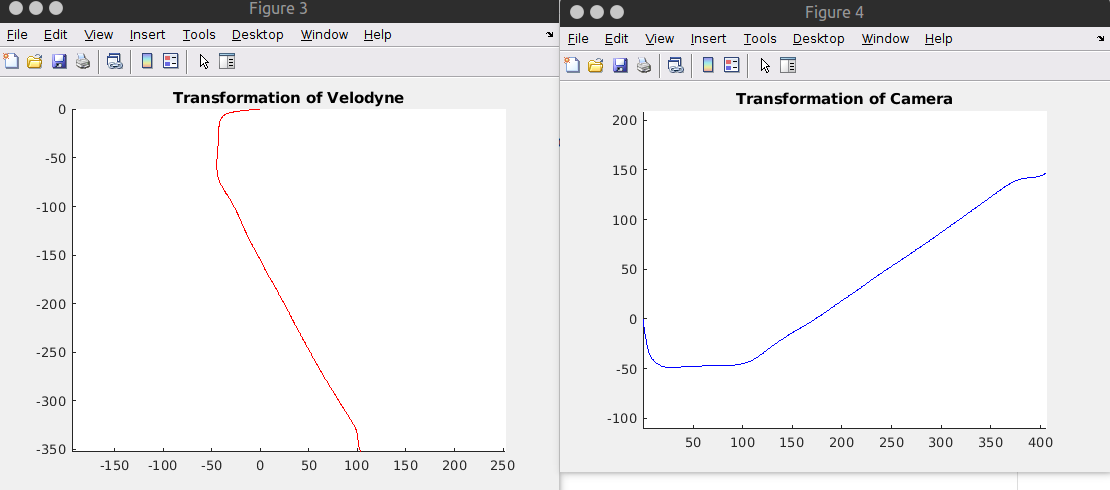 Figure 3
File Edit View Insert Tools Desktop Window Help
Transformation of Velodyne
0
-50
-100
-150
-200
-250
-300
-350
-150 -100 -50 0 50 100 150 200 250
Figure 4
File Edit View Insert Tools Desktop Window Help
Transformation of Camera
200
150
100
50
0
-50
-100
50 100 150 200 250 300 350 400